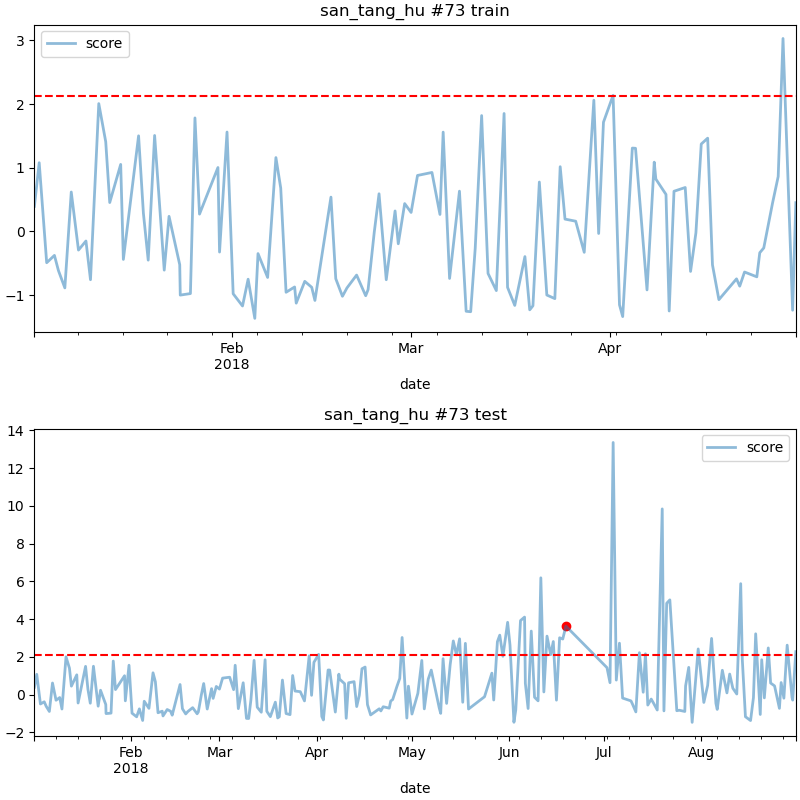 san_tang_hu #73 train
score
3
2
1
0
−1
Feb
2018
Mar
Apr
date
san_tang_hu #73 test
score
14
12
10
8
6
4
2
0
−2
Feb
2018
Mar
Apr
May
Jun
Jul
Aug
date